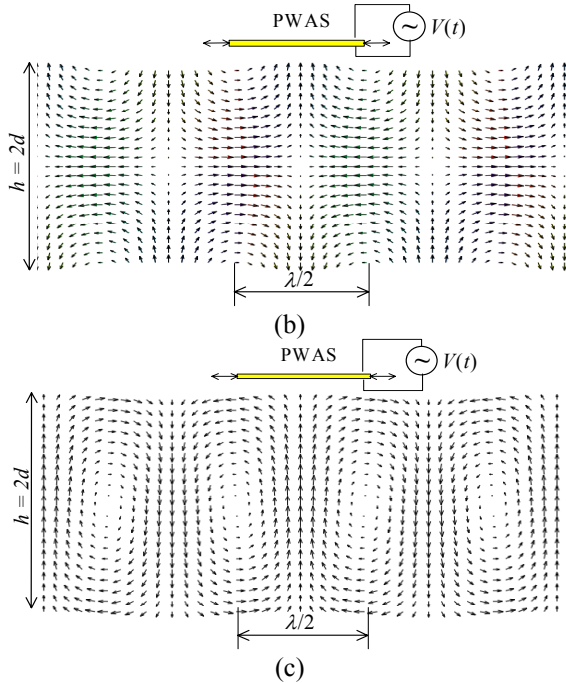 PWAS
~ V(t)
h = 2d
λ/2
(b)
PWAS
~ V(t)
h = 2d
λ/2
(c)